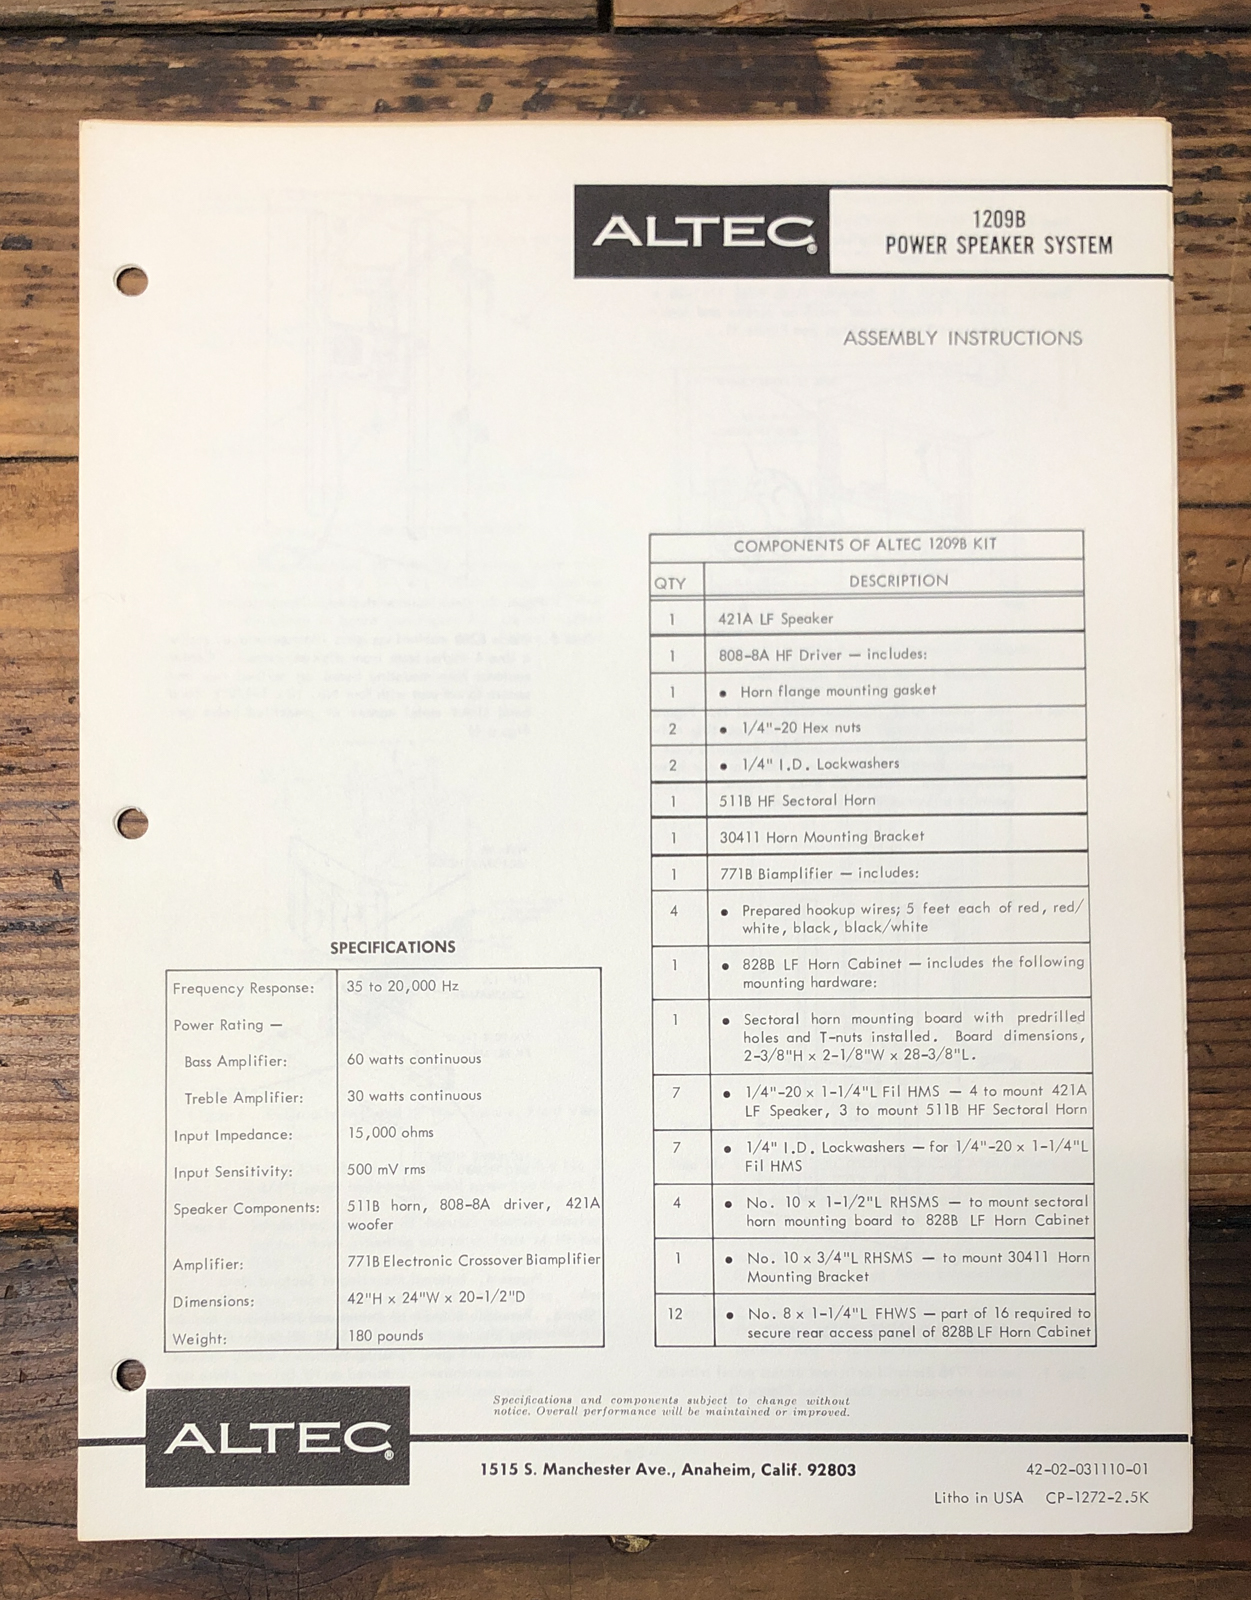 ALTEC®
1209B
POWER SPEAKER SYSTEM
ASSEMBLY INSTRUCTIONS
COMPONENTS OF ALTEC 1209B KIT
QTY DESCRIPTION
1 421A LF Speaker
1 808-8A HF Driver — includes:
1 • Horn flange mounting gasket
2 • 1/4"-20 Hex nuts
2 • 1/4" I.D. Lockwashers
1 511B HF Sectoral Horn
1 30411 Horn Mounting Bracket
1 771B Biamplifier — includes:
4 • Prepared hookup wires; 5 feet each of red, red/
white, black, black/white
1 • 828B LF Horn Cabinet — includes the following
mounting hardware:
1 • Sectoral horn mounting board with predrilled
holes and T-nuts installed. Board dimensions,
2-3/8"H x 2-1/8"W x 28-3/8"L.
7 • 1/4"-20 x 1-1/4"L Fil HMS — 4 to mount 421A
LF Speaker, 3 to mount 511B HF Sectoral Horn
7 • 1/4" I.D. Lockwashers — for 1/4"-20 x 1-1/4"L
Fil HMS
4 • No. 10 x 1-1/2"L RHSMS — to mount sectoral
horn mounting board to 828B LF Horn Cabinet
1 • No. 10 x 3/4"L RHSMS — to mount 30411 Horn
Mounting Bracket
12 • No. 8 x 1-1/4"L FHWS — part of 16 required to
secure rear access panel of 828B LF Horn Cabinet
SPECIFICATIONS
Frequency Response: 35 to 20,000 Hz
Power Rating —
Bass Amplifier: 60 watts continuous
Treble Amplifier: 30 watts continuous
Input Impedance: 15,000 ohms
Input Sensitivity: 500 mV rms
Speaker Components: 511B horn, 808-8A driver, 421A
woofer
Amplifier: 771B Electronic Crossover Biamplifier
Dimensions: 42"H x 24"W x 20-1/2"D
Weight: 180 pounds
Specifications and components subject to change without
notice. Overall performance will be maintained or improved.
ALTEC®
1515 S. Manchester Ave., Anaheim, Calif. 92803
42-02-031110-01
Litho in USA CP-1272-2.5K